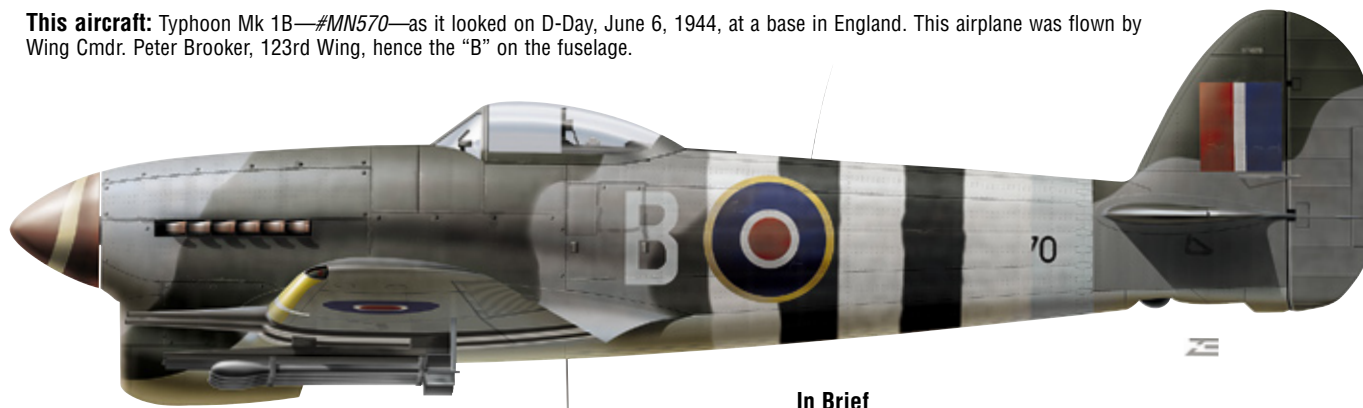 This aircraft: Typhoon Mk 1B—#MN570—as it looked on D-Day, June 6, 1944, at a base in England. This airplane was flown by
Wing Cmdr. Peter Brooker, 123rd Wing, hence the “B” on the fuselage.
B
70
In Brief